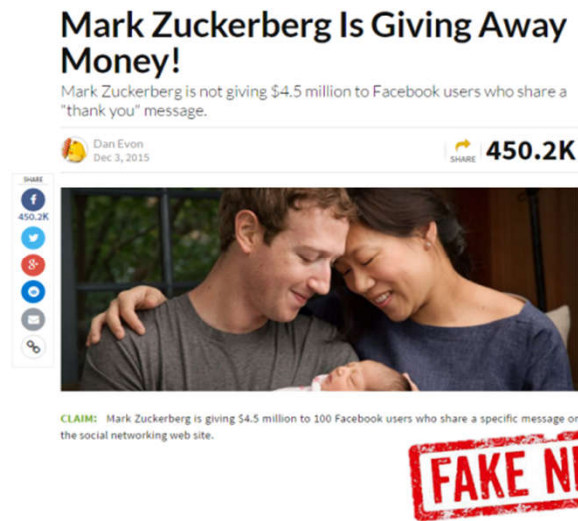 Mark Zuckerberg Is Giving Away
Money!
Mark Zuckerberg is not giving $4.5 million to Facebook users who share a
"thank you" message.
Dan Evon
Dec 3, 2015
SHARE
450.2K
SHARE
f
450.2K
g+
CLAIM: Mark Zuckerberg is giving $4.5 million to 100 Facebook users who share a specific message on
the social networking web site.
FAKE